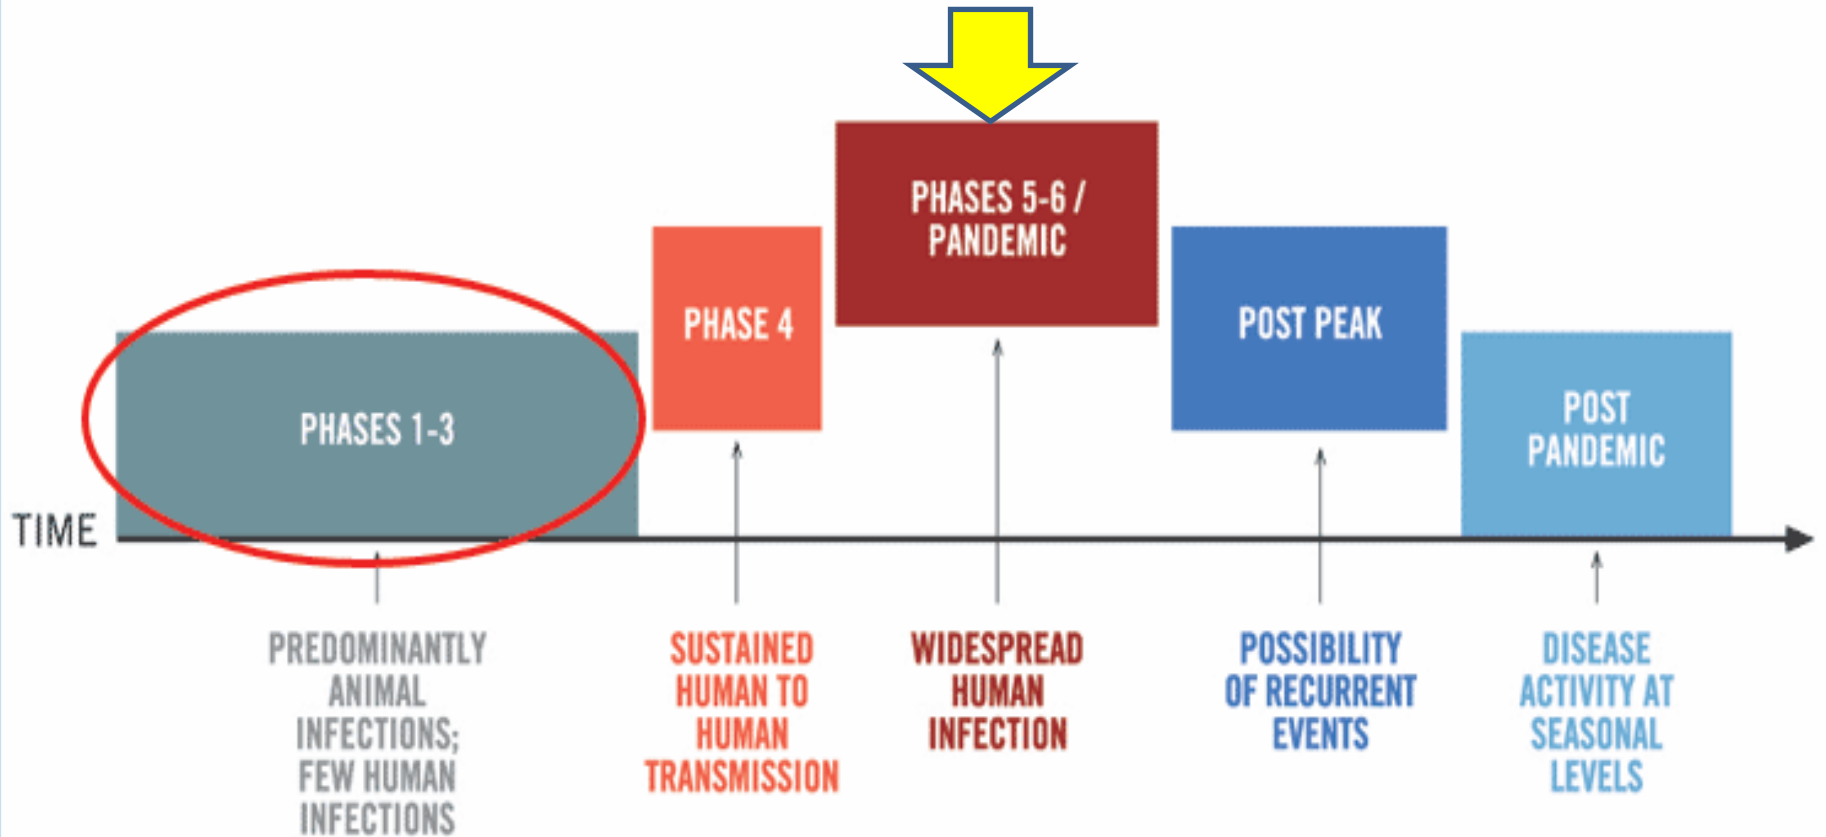 PHASES 5-6 /
PANDEMIC
PHASE 4
POST PEAK
PHASES 1-3
POST
PANDEMIC
TIME
PREDOMINANTLY
ANIMAL
INFECTIONS;
FEW HUMAN
INFECTIONS
SUSTAINED
HUMAN TO
HUMAN
TRANSMISSION
WIDESPREAD
HUMAN
INFECTION
POSSIBILITY
OF RECURRENT
EVENTS
DISEASE
ACTIVITY AT
SEASONAL
LEVELS